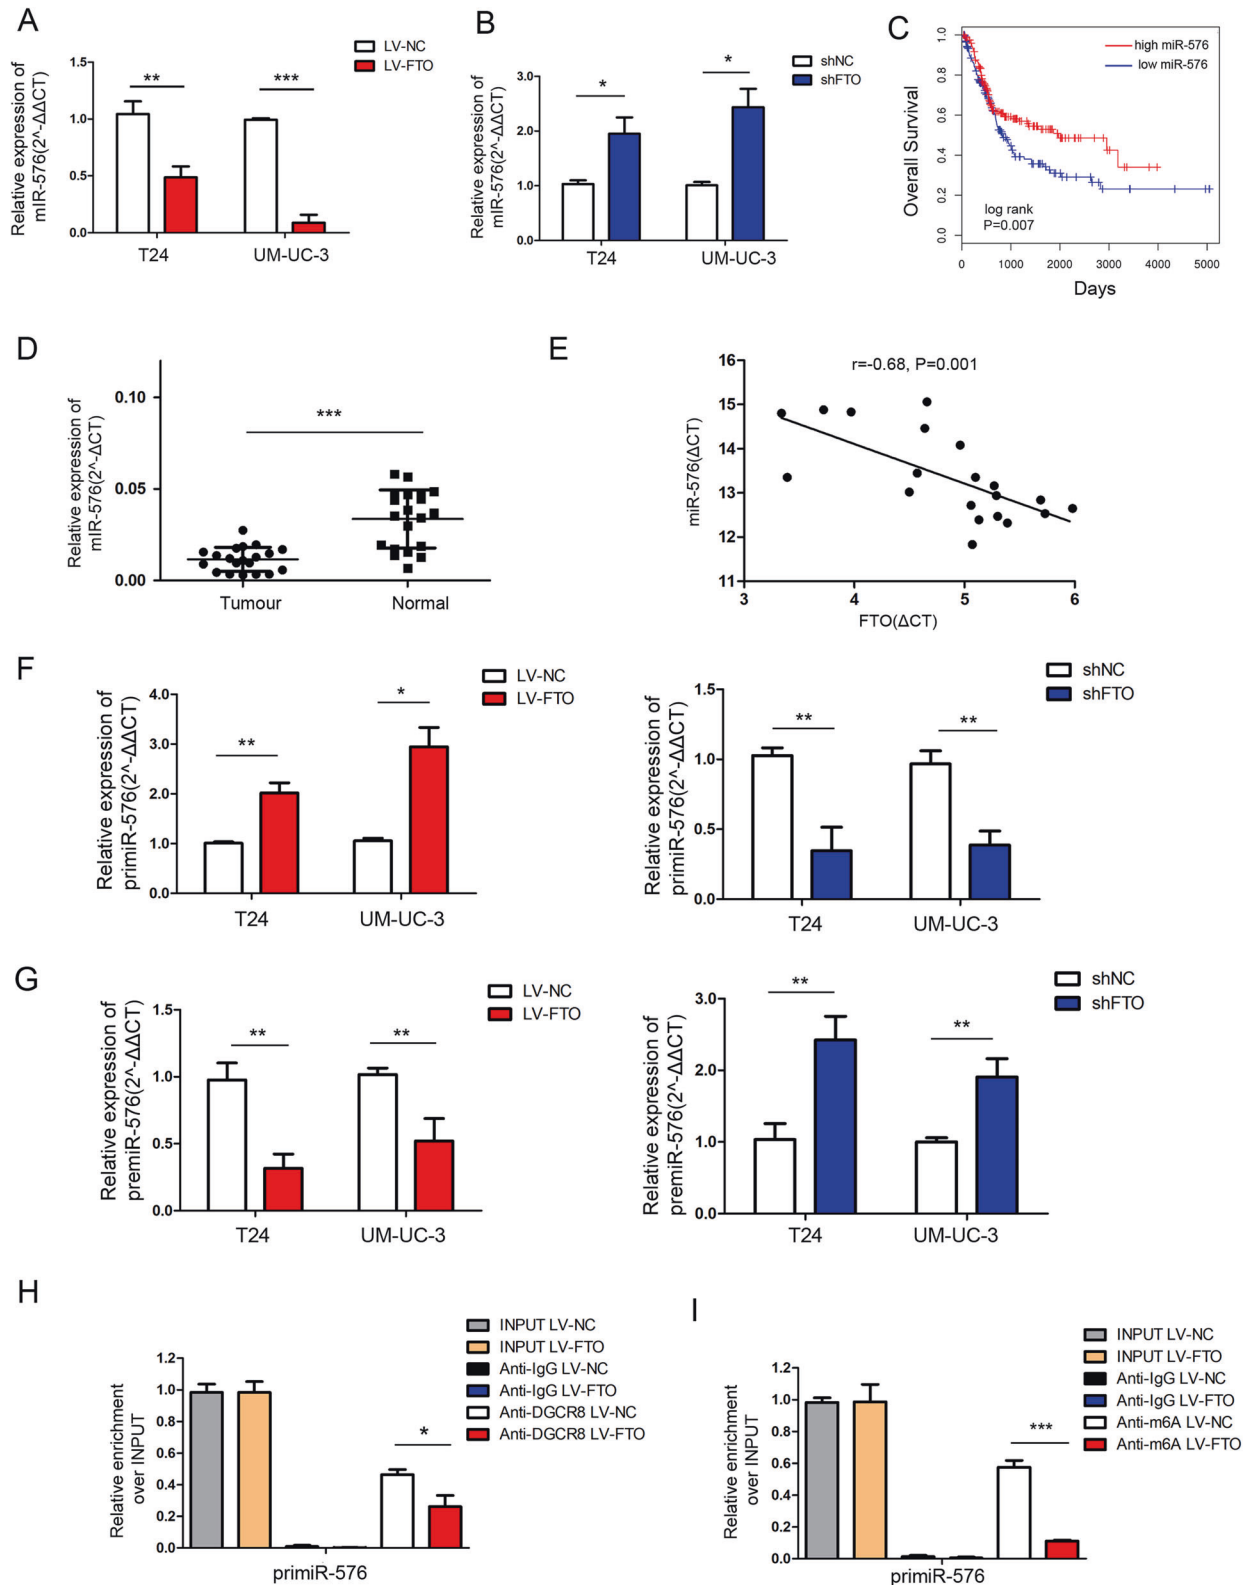 A
LV-NC
LV-FTO
Relative expression of
mIR-576(2^-ΔΔCT)
1.5
1.0
0.5
0.0
**
***
T24
UM-UC-3
B
shNC
shFTO
Relative expression of
mIR-576(2^-ΔΔCT)
3.0
2.0
1.0
0.0
*
*
T24
UM-UC-3
C
high miR-576
low miR-576
Overall Survival
1.0
0.8
0.6
0.4
0.2
0.0
log rank
P=0.007
0 1000 2000 3000 4000 5000
Days
D
Relative expression of
mIR-576(2^-ΔCT)
0.10
0.05
0.00
***
Tumour Normal
E
r=-0.68, P=0.001
miR-576(ΔCT)
16
15
14
13
12
11
3 4 5 6
FTO(ΔCT)
F
LV-NC
LV-FTO
Relative expression of
primiR-576(2^-ΔΔCT)
4.0
3.0
2.0
1.0
0.0
**
*
T24
UM-UC-3
shNC
shFTO
Relative expression of
primiR-576(2^-ΔΔCT)
1.5
1.0
0.5
0.0
**
**
T24
UM-UC-3
G
LV-NC
LV-FTO
Relative expression of
premiR-576(2^-ΔΔCT)
1.5
1.0
0.5
0.0
**
**
T24
UM-UC-3
shNC
shFTO
Relative expression of
premiR-576(2^-ΔΔCT)
3.0
2.0
1.0
0.0
**
**
T24
UM-UC-3
H
INPUT LV-NC
INPUT LV-FTO
Anti-IgG LV-NC
Anti-IgG LV-FTO
Anti-DGCR8 LV-NC
Anti-DGCR8 LV-FTO
Relative enrichment
over INPUT
1.2
1.0
0.8
0.6
0.4
0.2
0.0
*
primiR-576
I
INPUT LV-NC
INPUT LV-FTO
Anti-IgG LV-NC
Anti-IgG LV-FTO
Anti-m6A LV-NC
Anti-m6A LV-FTO
Relative enrichment
over INPUT
1.2
1.0
0.8
0.6
0.4
0.2
0.0
***
primiR-576